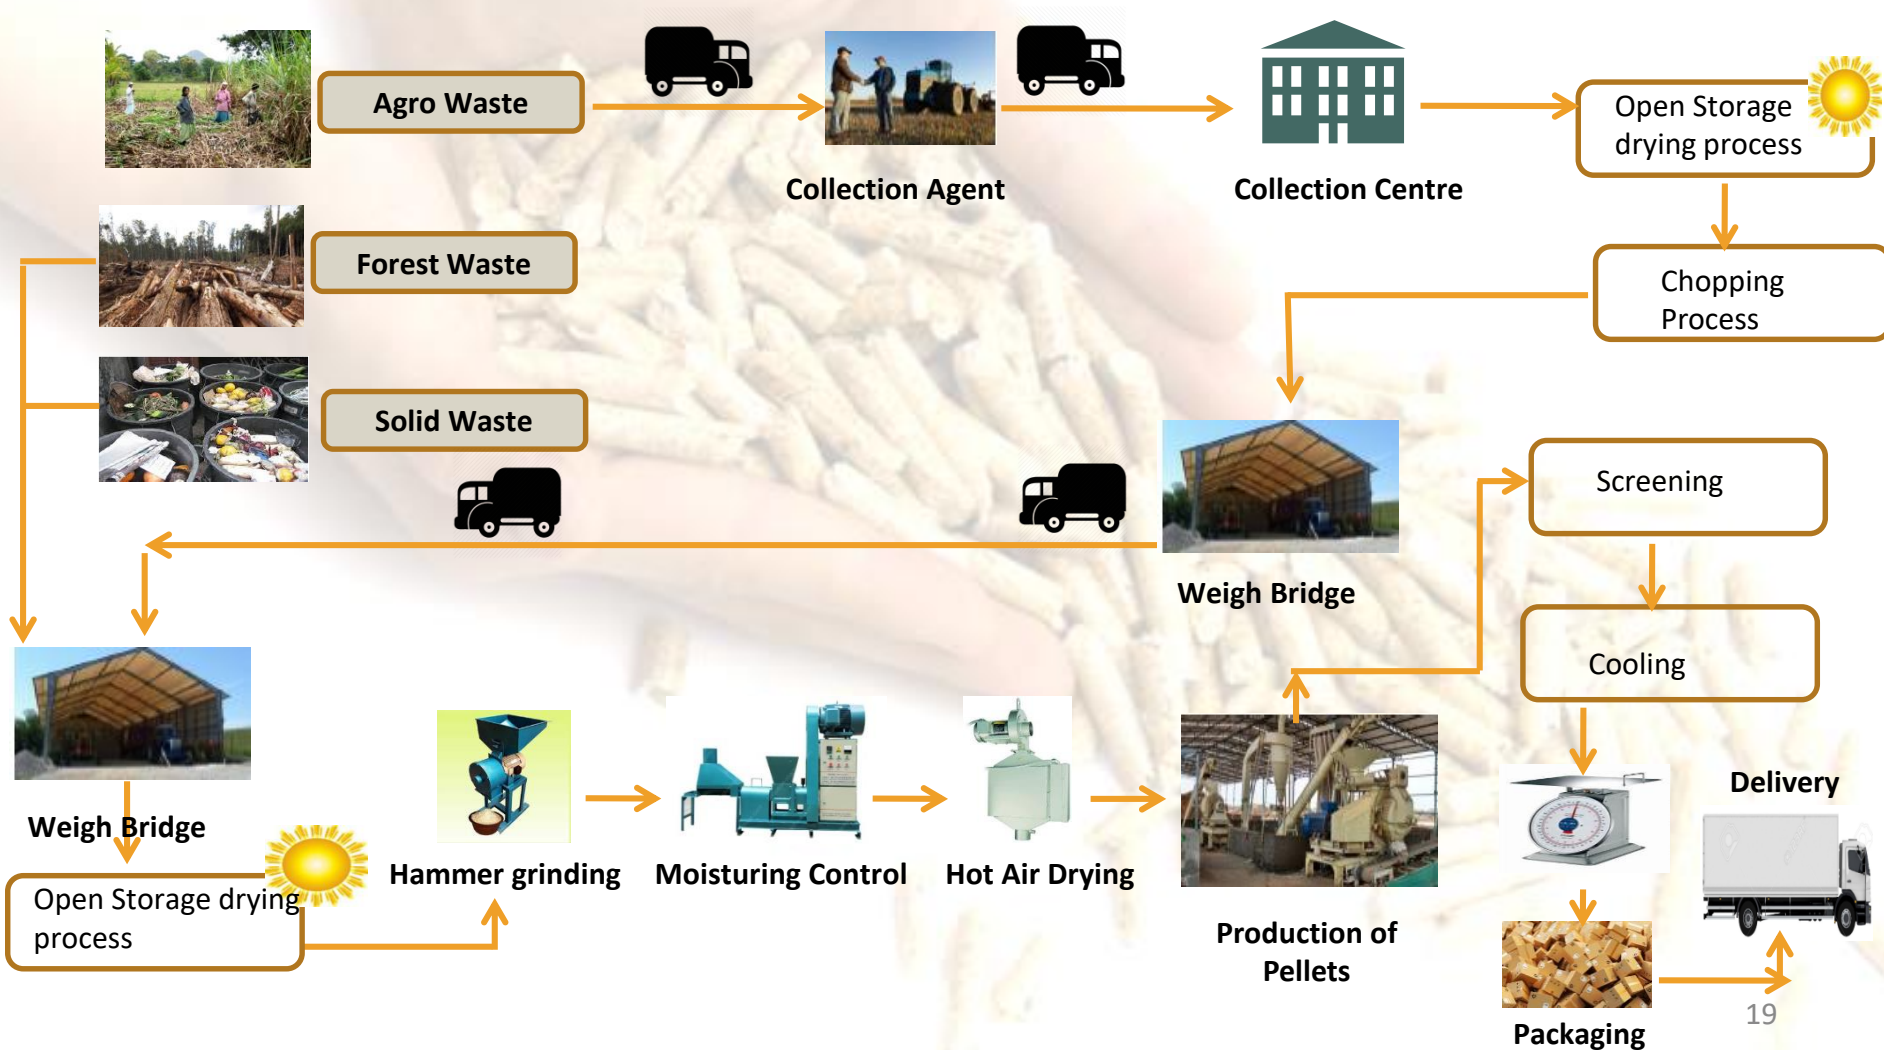 Agro Waste
Collection Agent
Collection Centre
Open Storage
drying process
Forest Waste
Chopping
Process
Solid Waste
Weigh Bridge
Screening
Cooling
Weigh Bridge
Open Storage drying
process
Hammer grinding
Moisturing Control
Hot Air Drying
Production of
Pellets
Delivery
Packaging
19